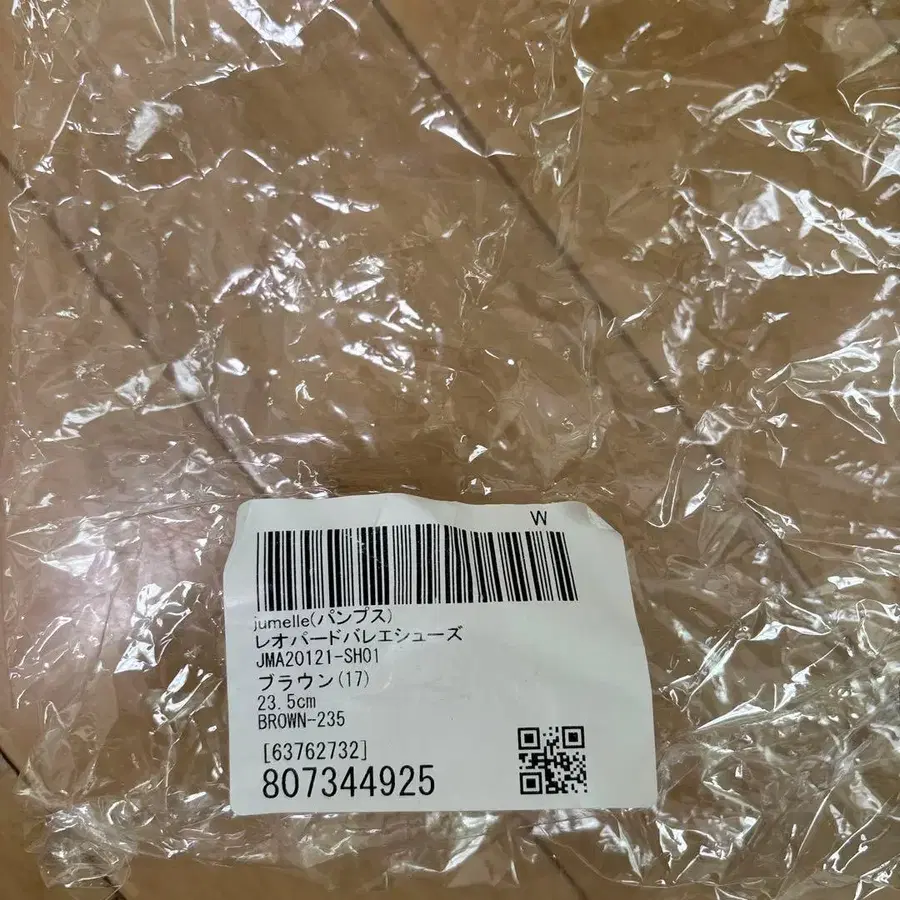 W
jumelle(パンプス)
レオパードバレエシューズ
JMA20121-SH01
ブラウン(17)
23.5cm
BROWN-235
[63762732]
807344925